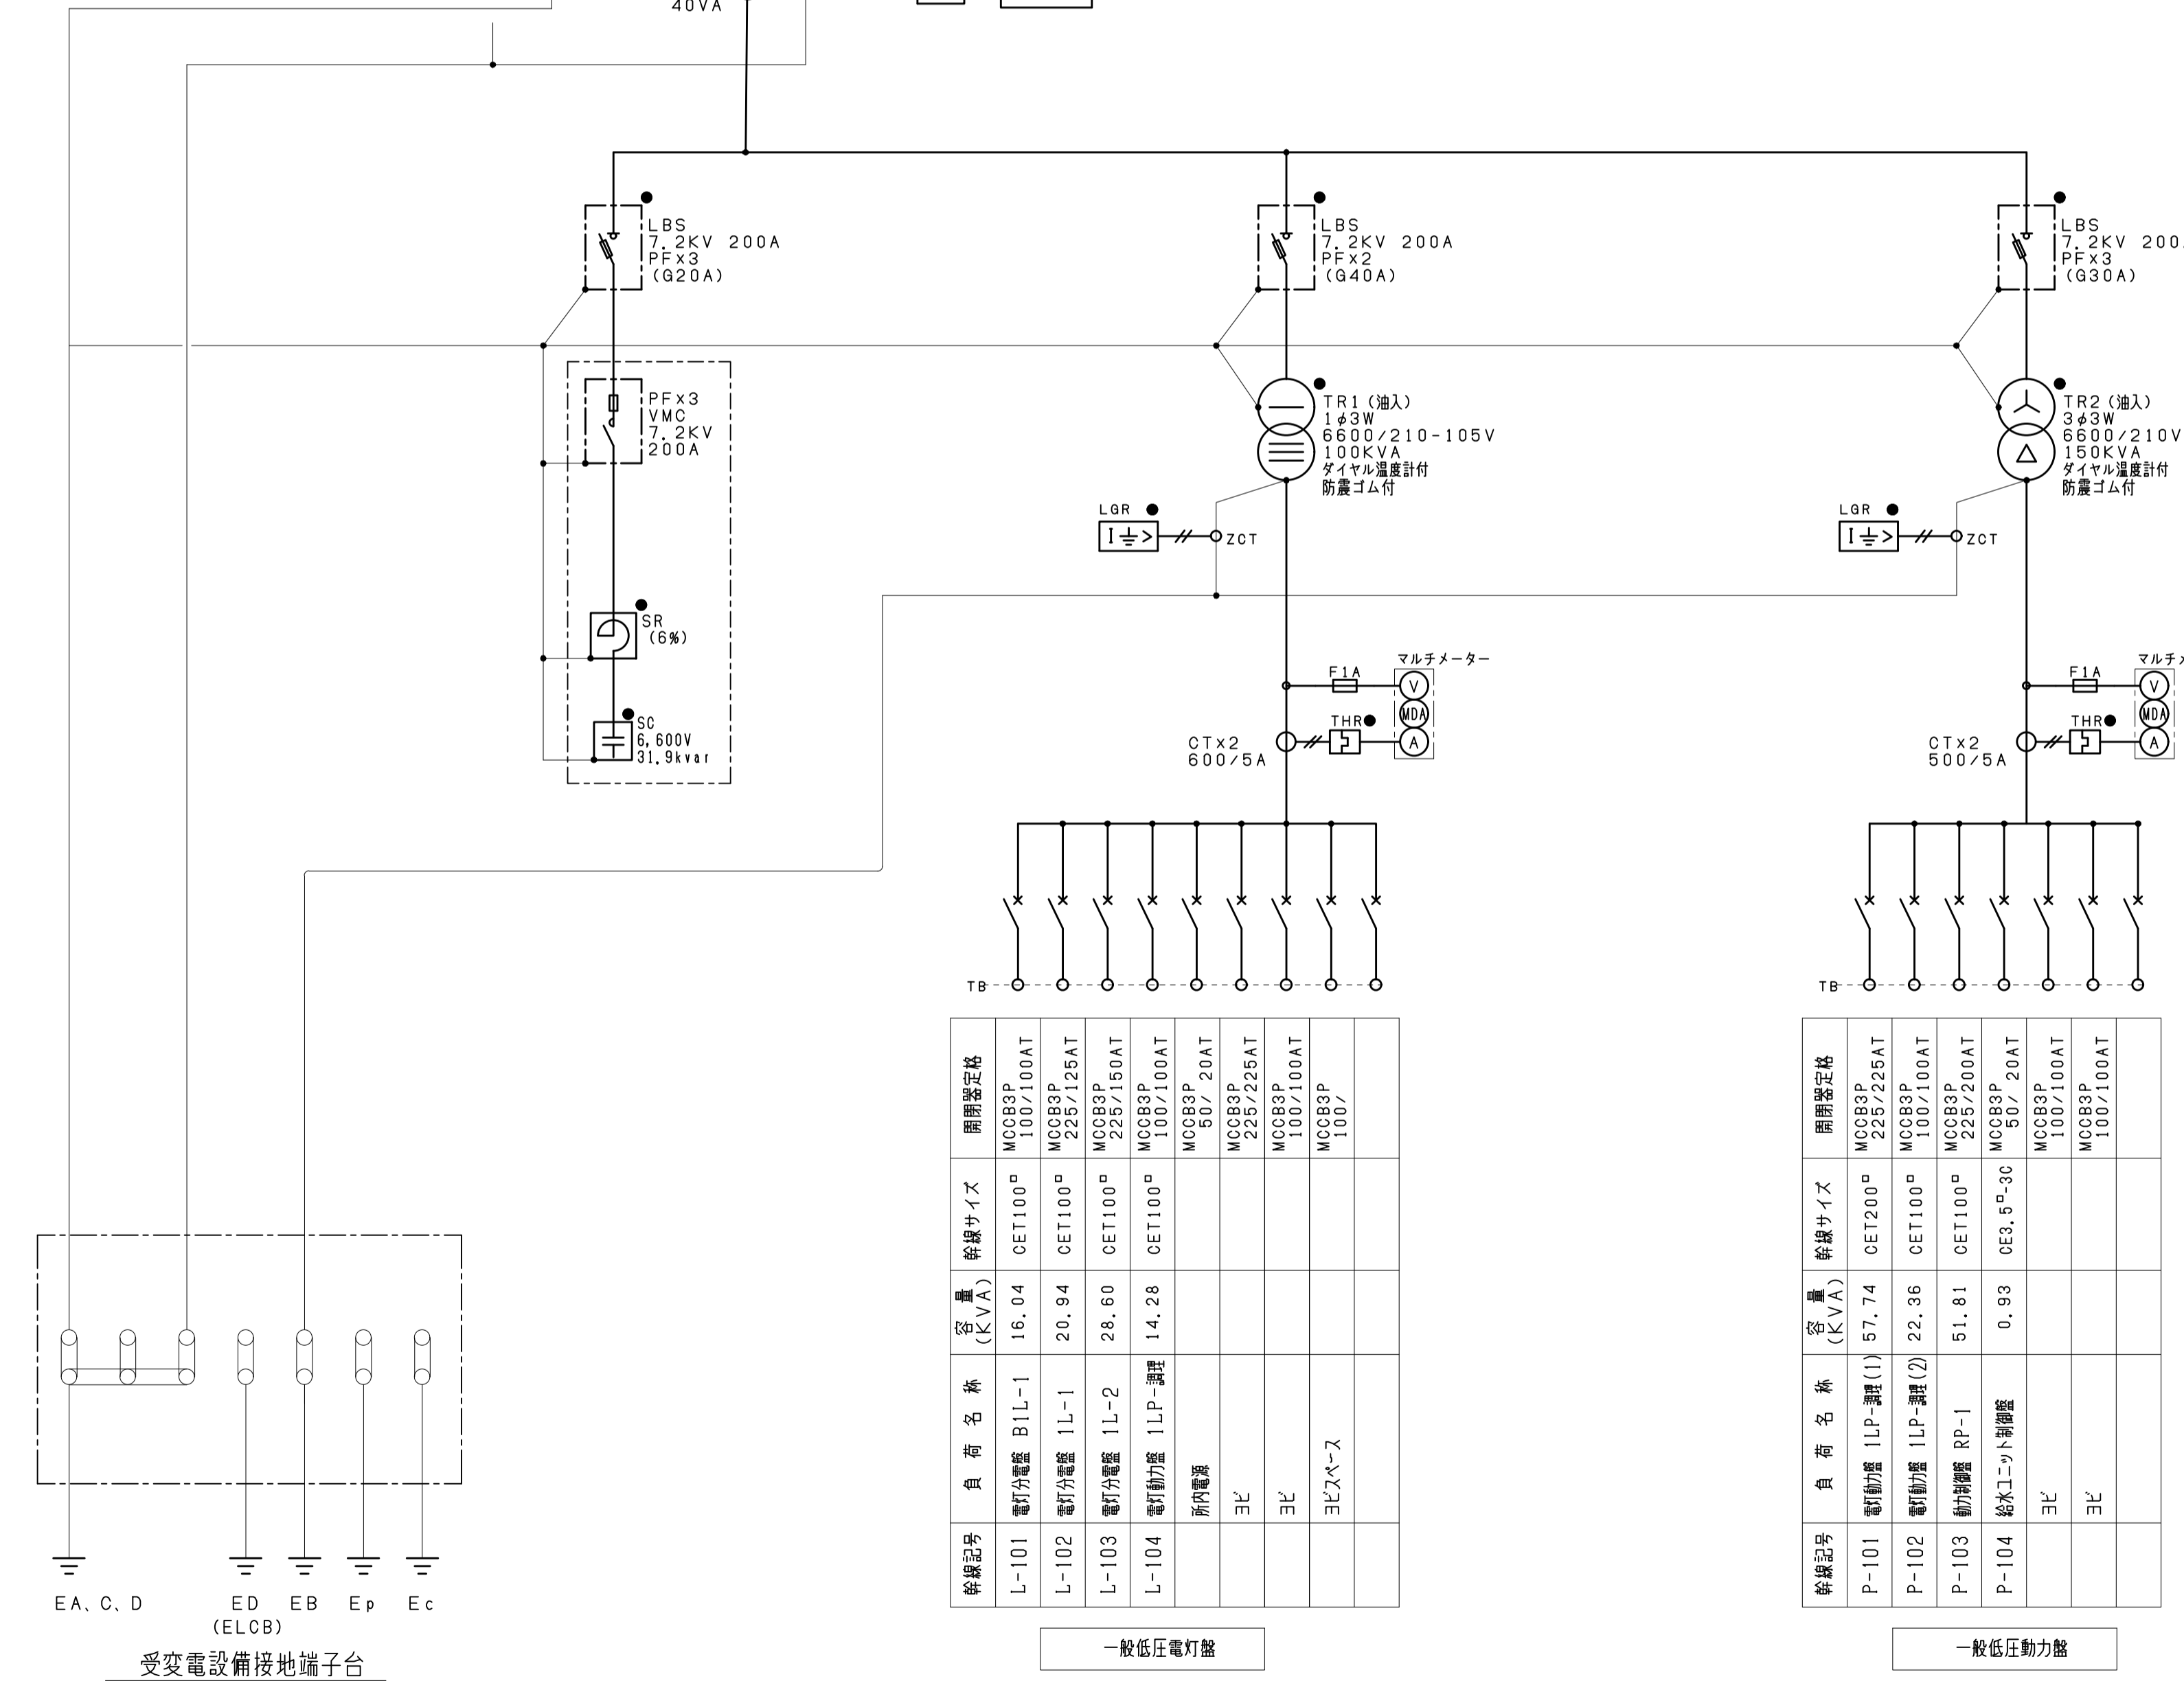 40VA
LBS
7.2KV 200A
PF×3
(G20A)
LBS
7.2KV 200A
PF×2
(G40A)
LBS
7.2KV 200
PF×3
(G30A)
PF×3
VMC
7.2KV
200A
TR1(油入)
1φ3W
6600/210-105V
100KVA
ダイヤル温度計付
防震ゴム付
TR2(油入)
3φ3W
6600/210V
150KVA
ダイヤル温度計付
防震ゴム付
LGR
I >
ZCT
LGR
I >
ZCT
SR
(6%)
SC
6,600V
31.9kvar
マルチメーター
F1A
V
MDA
THR
A
CT×2
600/5A
マルチ
F1A
V
MDA
THR
A
CT×2
500/5A
TB
TB
開閉器定格
MCCB3P
100/100AT
MCCB3P
225/125AT
MCCB3P
225/150AT
MCCB3P
100/100AT
MCCB3P
50/ 20AT
MCCB3P
225/225AT
MCCB3P
100/100AT
MCCB3P
100/
幹線サイズ
CET100□
CET100□
CET100□
CET100□
容量
(KVA)
16.04
20.94
28.60
14.28
負荷名称
電灯分電盤 B1L-1
電灯分電盤 1L-1
電灯分電盤 1L-2
電灯動力盤 1LP-調理
所内電源
ヨビ
ヨビ
ヨビスペース
幹線記号
L-101
L-102
L-103
L-104
一般低圧電灯盤
開閉器定格
MCCB3P
225/225AT
MCCB3P
100/100AT
MCCB3P
225/200AT
MCCB3P
50/ 20AT
MCCB3P
100/100AT
MCCB3P
100/100AT
幹線サイズ
CET200□
CET100□
CET100□
CE3.5□-3C
容量
(KVA)
57.74
22.36
51.81
0.93
負荷名称
電灯動力盤 1LP-調理(1)
電灯動力盤 1LP-調理(2)
動力制御盤 RP-1
給水ユニット制御盤
ヨビ
ヨビ
幹線記号
P-101
P-102
P-103
P-104
一般低圧動力盤
EA、C、D
ED
(ELCB)
EB
Ep
Ec
受変電設備接地端子台